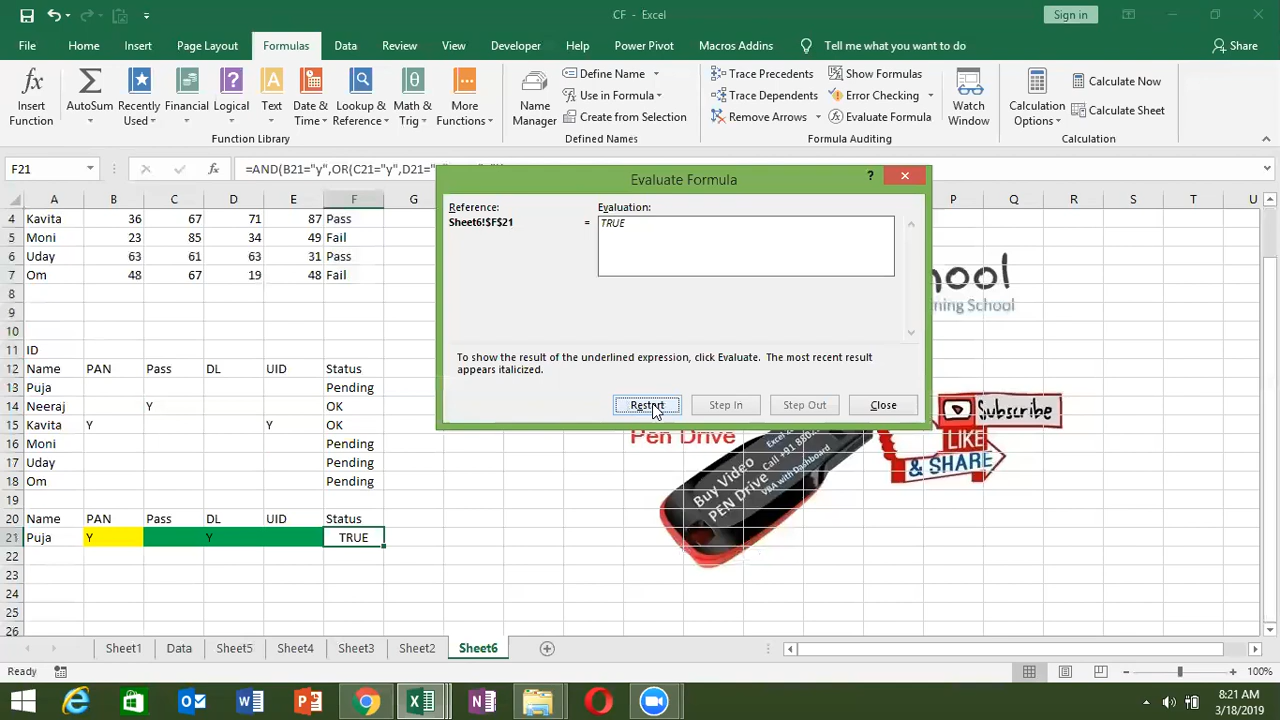 CF - Excel
Sign in
File Home Insert Page Layout Formulas Data Review View Developer Help Power Pivot Macros Addins Tell me what you want to do Share
Insert Function
AutoSum
Recently Used
Financial
Logical
Text
Date & Time
Lookup & Reference
Math & Trig
More Functions
Function Library
Name Manager
Define Name
Use in Formula
Create from Selection
Defined Names
Trace Precedents
Trace Dependents
Remove Arrows
Show Formulas
Error Checking
Evaluate Formula
Formula Auditing
Watch Window
Calculation Options
Calculate Now
Calculate Sheet
Calculation
F21
fx
=AND(B21="y",OR(C21="y",D21=
Evaluate Formula
?
Reference:
Evaluation:
Sheet6!$F$21 = TRUE
To show the result of the underlined expression, click Evaluate. The most recent result
appears italicized.
Restart Step In Step Out Close
A B C D E F G P Q R S T U
4 Kavita 36 67 71 87 Pass
5 Moni 23 85 34 49 Fail
6 Uday 63 61 63 31 Pass
7 Om 48 67 19 48 Fail
8
9
10
11 ID
12 Name PAN Pass DL UID Status
13 Puja Pending
14 Neeraj Y OK
15 Kavita Y Y OK
16 Moni Pending
17 Uday Pending
18 Om Pending
19
20 Name PAN Pass DL UID Status
21 Puja Y Y TRUE
22
23
24
25
26
hool
ning School
Pen Drive
Buy Video
PEN Drive
Call +91 880
VBA with Dashboard
Subscribe
LIKE
& SHARE
Sheet1 Data Sheet5 Sheet4 Sheet3 Sheet2 Sheet6
Ready
100%
8:21 AM
3/18/2019